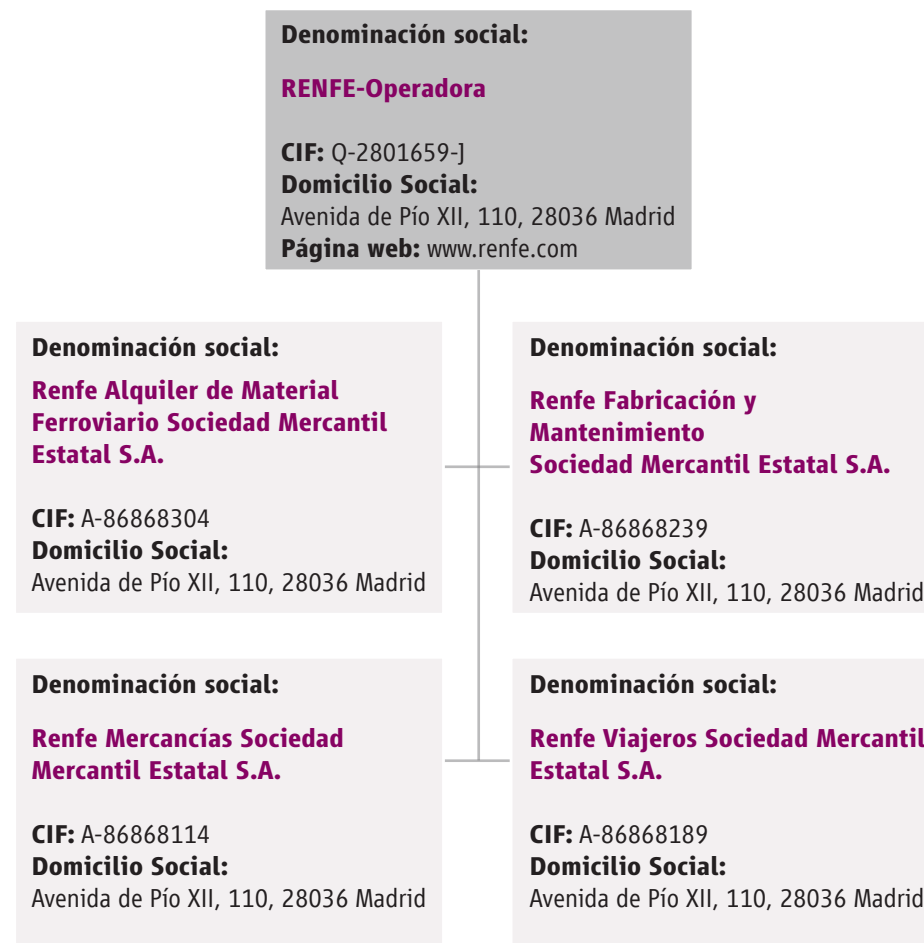 Denominación social:
RENFE-Operadora
CIF: Q-2801659-J
Domicilio Social:
Avenida de Pío XII, 110, 28036 Madrid
Página web: www.renfe.com
Denominación social:
Renfe Alquiler de Material
Ferroviario Sociedad Mercantil
Estatal S.A.
CIF: A-86868304
Domicilio Social:
Avenida de Pío XII, 110, 28036 Madrid
Denominación social:
Renfe Fabricación y
Mantenimiento
Sociedad Mercantil Estatal S.A.
CIF: A-86868239
Domicilio Social:
Avenida de Pío XII, 110, 28036 Madrid
Denominación social:
Renfe Mercancías Sociedad
Mercantil Estatal S.A.
CIF: A-86868114
Domicilio Social:
Avenida de Pío XII, 110, 28036 Madrid
Denominación social:
Renfe Viajeros Sociedad Mercantil
Estatal S.A.
CIF: A-86868189
Domicilio Social:
Avenida de Pío XII, 110, 28036 Madrid